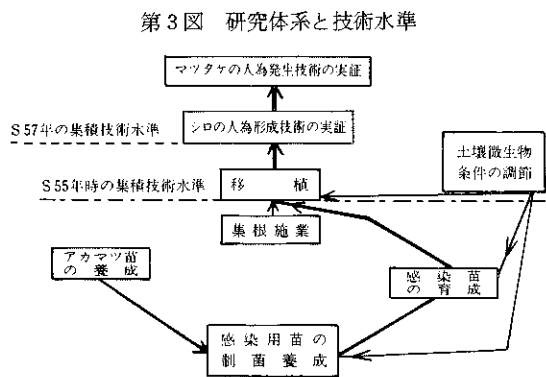 第3図 研究体系と技術水準
マツタケの人為発生技術の実証
S57年の集積技術水準
シロの人為形成技術の実証
土壌微生物
条件の調節
S55年時の集積技術水準
移植
集根施業
アカマツ苗
の養成
感染苗
の育成
感染用苗の
制菌養成